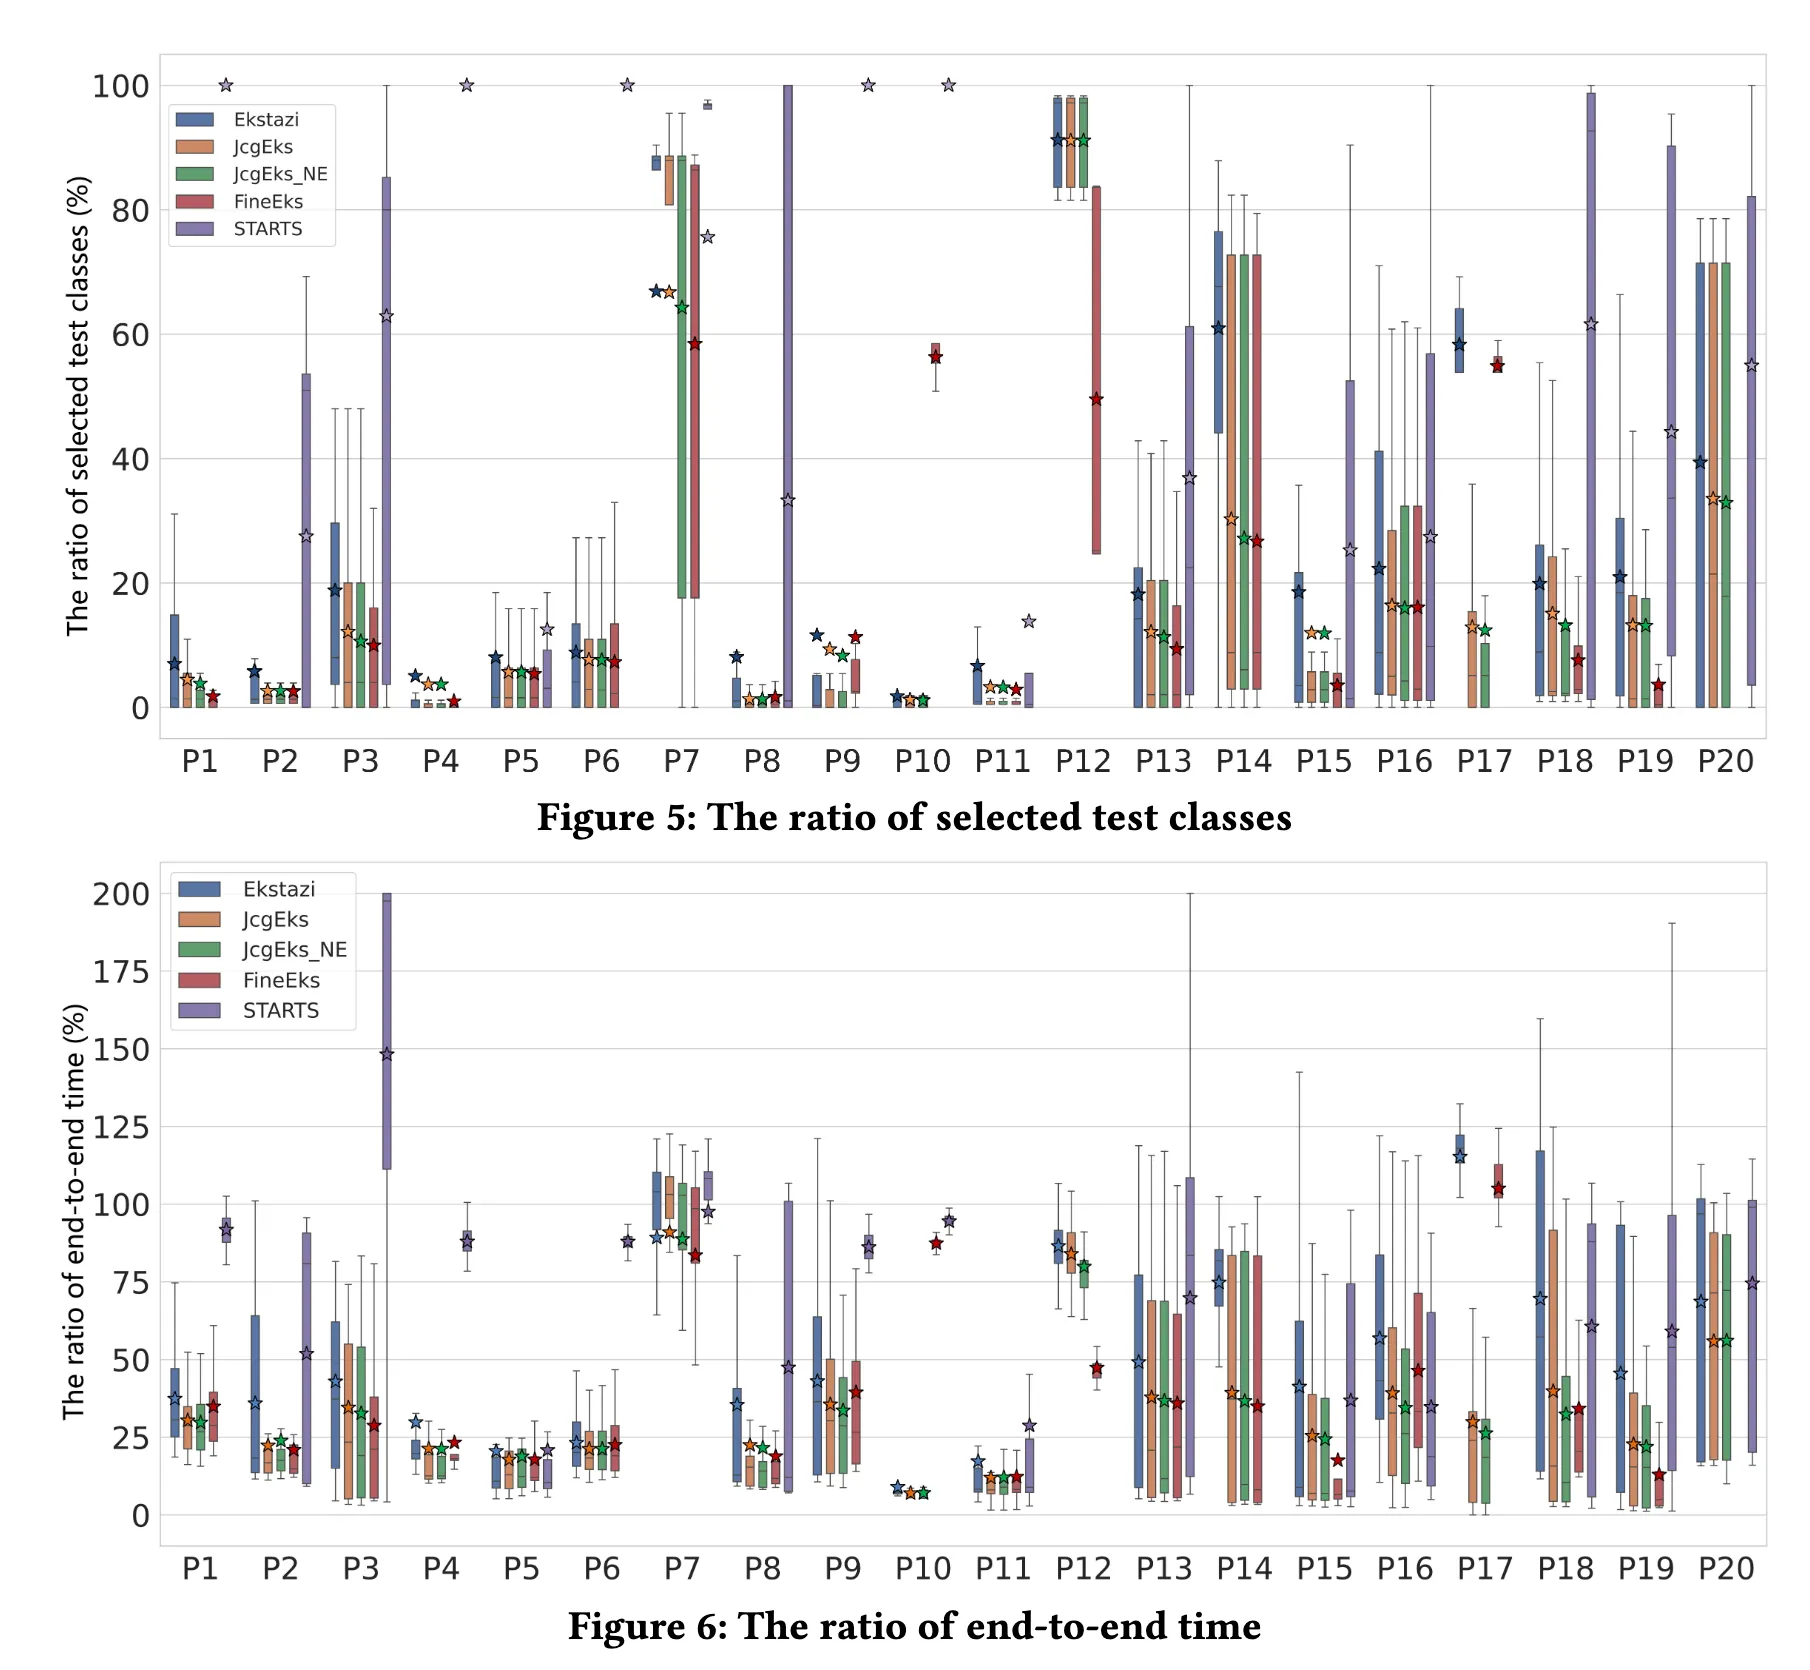 The ratio of selected test classes (%)
100
80
60
40
20
0
Ekstazi
JcgEks
JcgEks_NE
FineEks
STARTS
P1 P2 P3 P4 P5 P6 P7 P8 P9 P10 P11 P12 P13 P14 P15 P16 P17 P18 P19 P20
Figure 5: The ratio of selected test classes
The ratio of end-to-end time (%)
200
175
150
125
100
75
50
25
0
Ekstazi
JcgEks
JcgEks_NE
FineEks
STARTS
P1 P2 P3 P4 P5 P6 P7 P8 P9 P10 P11 P12 P13 P14 P15 P16 P17 P18 P19 P20
Figure 6: The ratio of end-to-end time